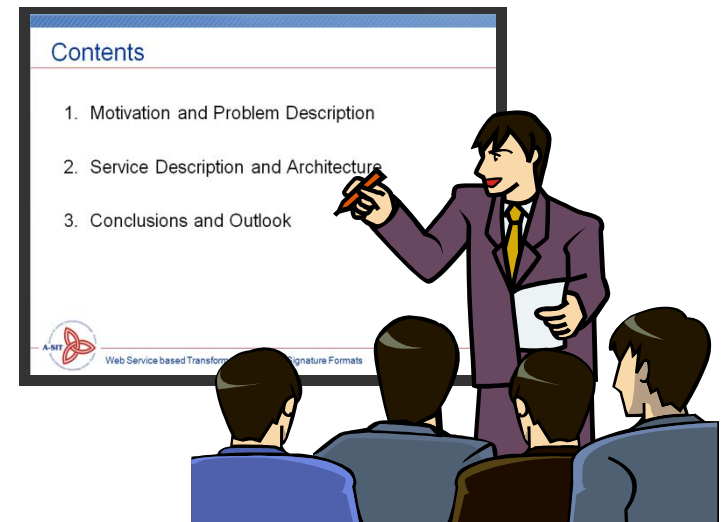 Contents
1. Motivation and Problem Description
2. Service Description and Architecture
3. Conclusions and Outlook
A-SIT
Web Service based Transform Signature Formats